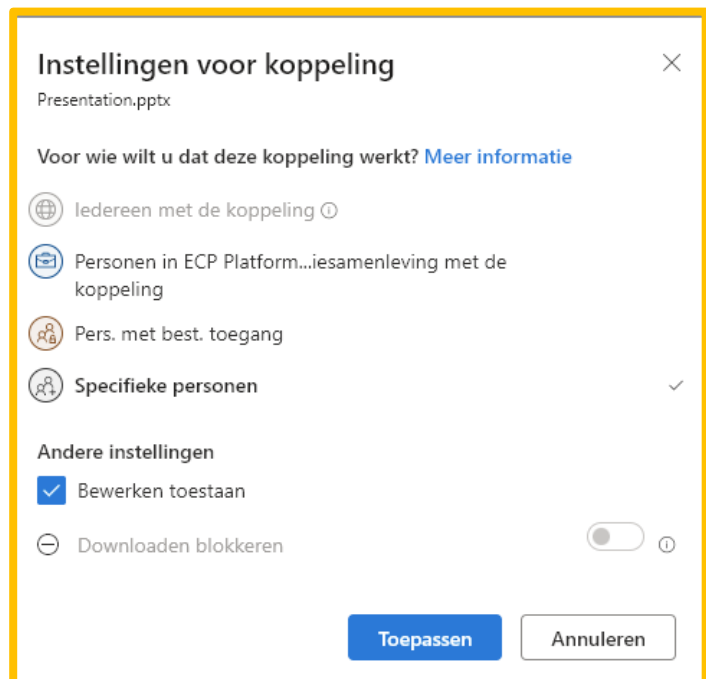 Instellingen voor koppeling
Presentation.pptx
Voor wie wilt u dat deze koppeling werkt? Meer informatie
Iedereen met de koppeling
Personen in ECP Platform...iesamenleving met de
koppeling
Pers. met best. toegang
Specifieke personen
Andere instellingen
Bewerken toestaan
Downloaden blokkeren
Toepassen Annuleren